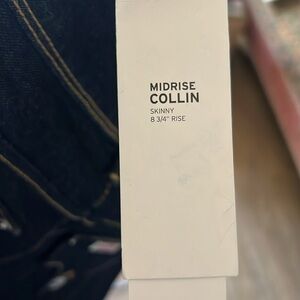 MIDRISE
COLLIN
SKINNY
8 3/4" RISE